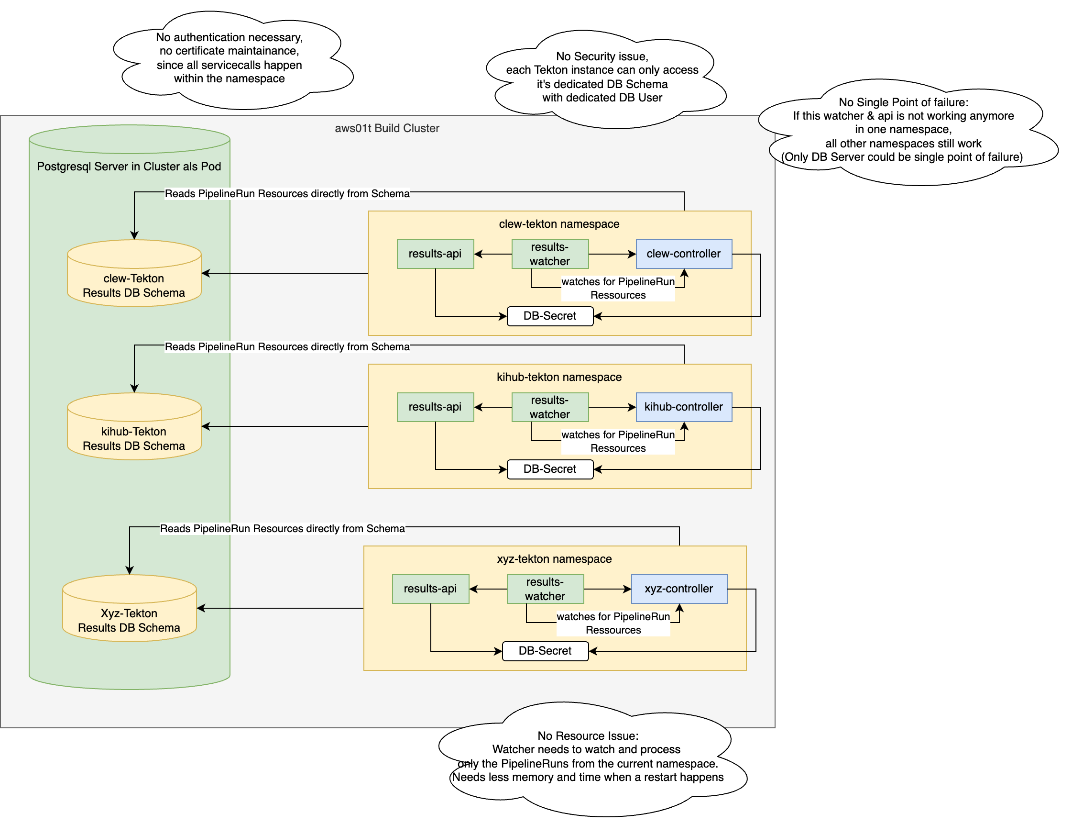 No authentication necessary,
no certificate maintainance,
since all servicecalls happen
within the namespace
No Security issue,
each Tekton instance can only access
it's dedicated DB Schema
with dedicated DB User
No Single Point of failure:
If this watcher & api is not working anymore
in one namespace,
all other namespaces still work
(Only DB Server could be single point of failure)
aws01t Build Cluster
Postgresql Server in Cluster als Pod
Reads PipelineRun Resources directly from Schema
clew-tekton namespace
results-api
results-
watcher
clew-controller
watches for PipelineRun
Ressources
DB-Secret
clew-Tekton
Results DB Schema
Reads PipelineRun Resources directly from Schema
kihub-tekton namespace
results-api
results-
watcher
kihub-controller
watches for PipelineRun
Ressources
DB-Secret
kihub-Tekton
Results DB Schema
Reads PipelineRun Resources directly from Schema
xyz-tekton namespace
results-api
results-
watcher
xyz-controller
watches for PipelineRun
Ressources
DB-Secret
Xyz-Tekton
Results DB Schema
No Resource Issue:
Watcher needs to watch and process
only the PipelineRuns from the current namespace.
Needs less memory and time when a restart happens